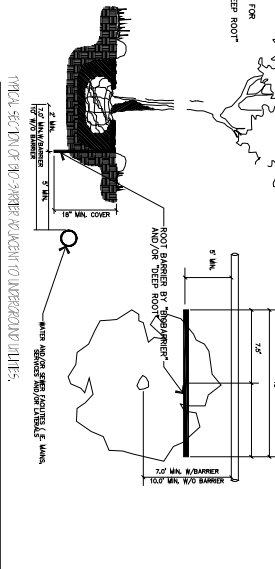 FOR
EEP ROOT"
2' MIN.
7.0' MIN.W/BARRIER
10' W/O BARRIER
5' MIN.
18" MIN. COVER
ROOT BARRIER BY "BIOBARRIER"
AND/OR "DEEP ROOT"
WATER AND/OR SEWER FACILITIES ( IE. MAINS,
SERVICES AND/OR LATERALS
5' MIN.
7.5'
7.0' MIN. W/BARRIER
10.0' MIN. W/O BARRIER
TYPICAL SECTION OF BIO-BARRIER ADJACENT TO UNDERGROUND UTILITIES.